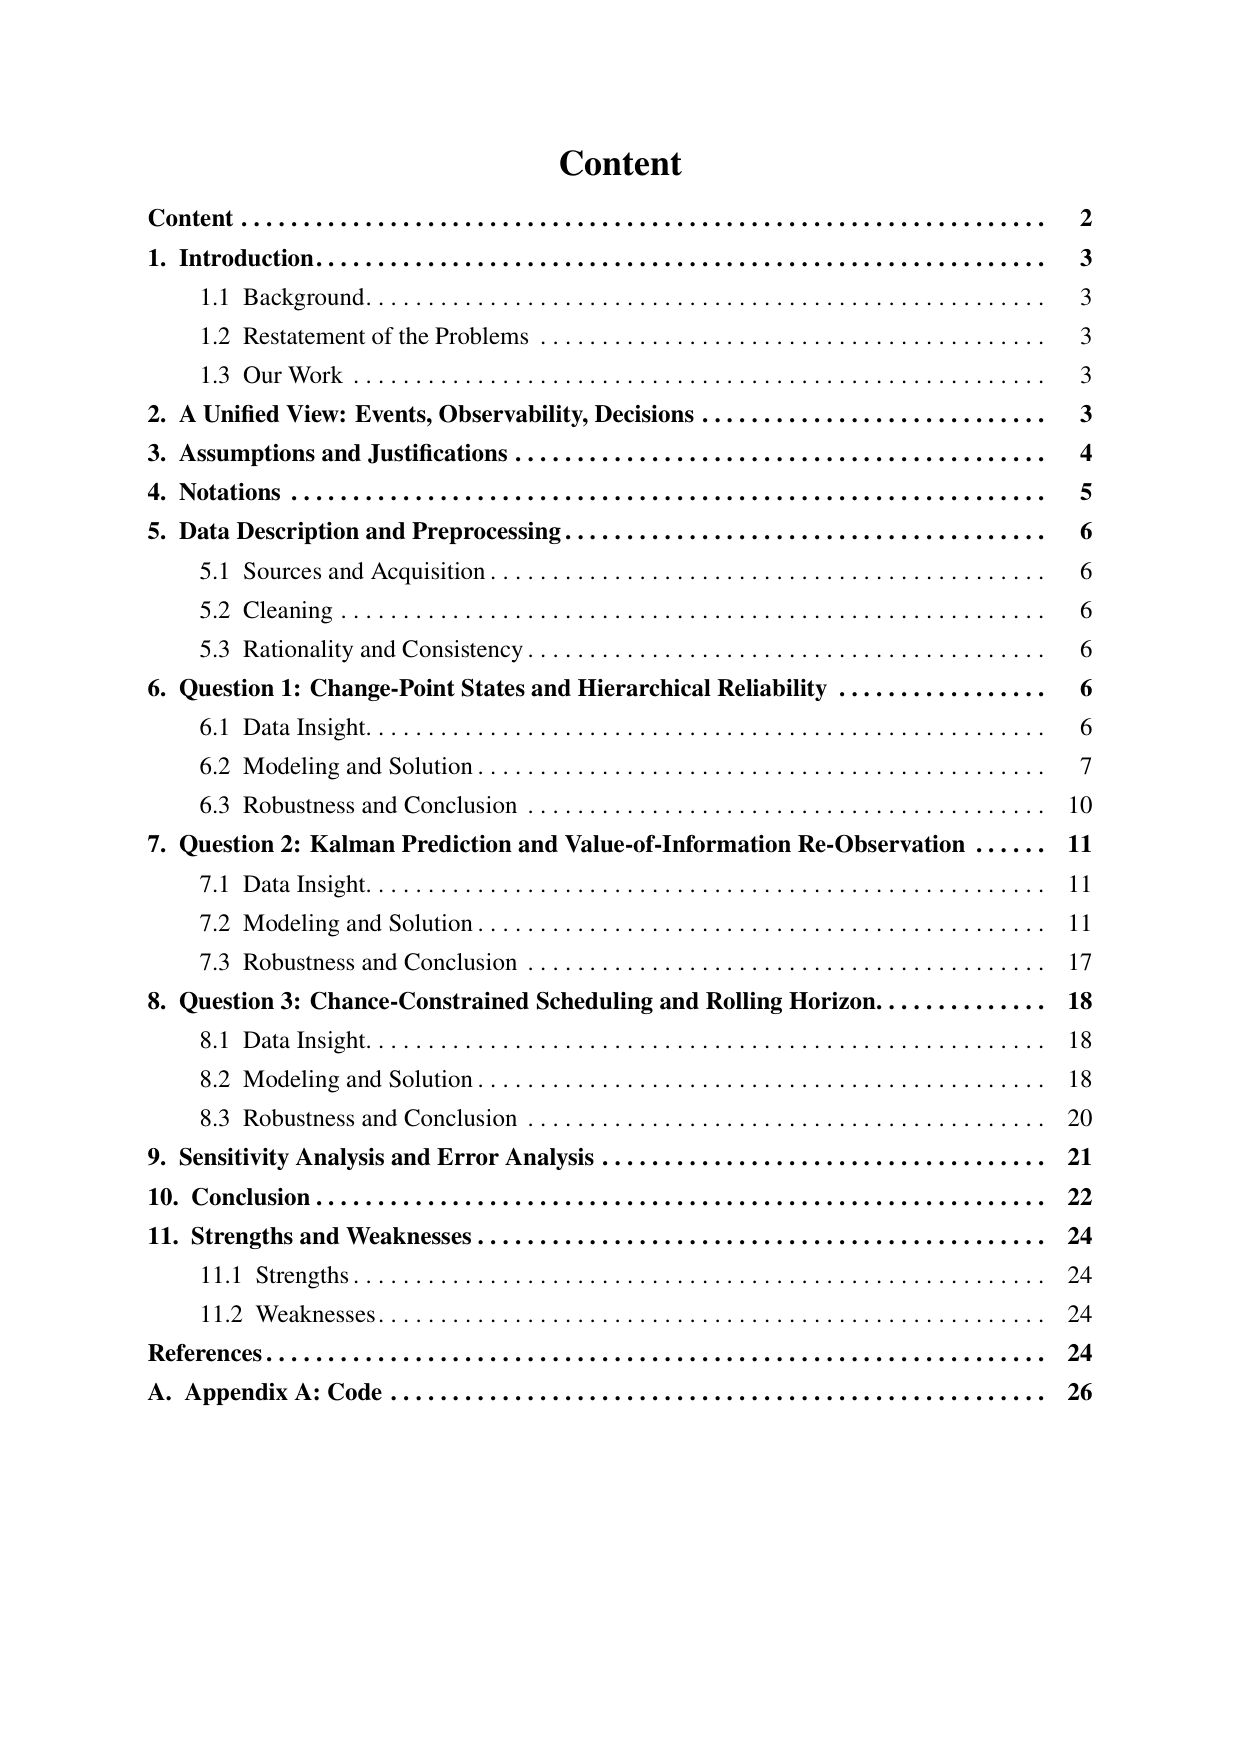 Content
Content . . . . . . . . . . . . . . . . . . . . . . . . . . . . . . . . . . . . . . . . . . . . . . . . . . . . . . . . . . . . . . . . . 2
1. Introduction. . . . . . . . . . . . . . . . . . . . . . . . . . . . . . . . . . . . . . . . . . . . . . . . . . . . . . . . . . . 3
1.1 Background. . . . . . . . . . . . . . . . . . . . . . . . . . . . . . . . . . . . . . . . . . . . . . . . . . . . . . . 3
1.2 Restatement of the Problems . . . . . . . . . . . . . . . . . . . . . . . . . . . . . . . . . . . . . . . . . 3
1.3 Our Work . . . . . . . . . . . . . . . . . . . . . . . . . . . . . . . . . . . . . . . . . . . . . . . . . . . . . . . . 3
2. A Unified View: Events, Observability, Decisions . . . . . . . . . . . . . . . . . . . . . . . . . . . . 3
3. Assumptions and Justifications . . . . . . . . . . . . . . . . . . . . . . . . . . . . . . . . . . . . . . . . . . . 4
4. Notations . . . . . . . . . . . . . . . . . . . . . . . . . . . . . . . . . . . . . . . . . . . . . . . . . . . . . . . . . . . . . 5
5. Data Description and Preprocessing . . . . . . . . . . . . . . . . . . . . . . . . . . . . . . . . . . . . . . . 6
5.1 Sources and Acquisition . . . . . . . . . . . . . . . . . . . . . . . . . . . . . . . . . . . . . . . . . . . . . 6
5.2 Cleaning . . . . . . . . . . . . . . . . . . . . . . . . . . . . . . . . . . . . . . . . . . . . . . . . . . . . . . . . . 6
5.3 Rationality and Consistency . . . . . . . . . . . . . . . . . . . . . . . . . . . . . . . . . . . . . . . . . . 6
6. Question 1: Change-Point States and Hierarchical Reliability . . . . . . . . . . . . . . . . . 6
6.1 Data Insight. . . . . . . . . . . . . . . . . . . . . . . . . . . . . . . . . . . . . . . . . . . . . . . . . . . . . . . 6
6.2 Modeling and Solution . . . . . . . . . . . . . . . . . . . . . . . . . . . . . . . . . . . . . . . . . . . . . . 7
6.3 Robustness and Conclusion . . . . . . . . . . . . . . . . . . . . . . . . . . . . . . . . . . . . . . . . . . 10
7. Question 2: Kalman Prediction and Value-of-Information Re-Observation . . . . . . 11
7.1 Data Insight. . . . . . . . . . . . . . . . . . . . . . . . . . . . . . . . . . . . . . . . . . . . . . . . . . . . . . . 11
7.2 Modeling and Solution . . . . . . . . . . . . . . . . . . . . . . . . . . . . . . . . . . . . . . . . . . . . . . 11
7.3 Robustness and Conclusion . . . . . . . . . . . . . . . . . . . . . . . . . . . . . . . . . . . . . . . . . . 17
8. Question 3: Chance-Constrained Scheduling and Rolling Horizon. . . . . . . . . . . . . . 18
8.1 Data Insight. . . . . . . . . . . . . . . . . . . . . . . . . . . . . . . . . . . . . . . . . . . . . . . . . . . . . . . 18
8.2 Modeling and Solution . . . . . . . . . . . . . . . . . . . . . . . . . . . . . . . . . . . . . . . . . . . . . . 18
8.3 Robustness and Conclusion . . . . . . . . . . . . . . . . . . . . . . . . . . . . . . . . . . . . . . . . . . 20
9. Sensitivity Analysis and Error Analysis . . . . . . . . . . . . . . . . . . . . . . . . . . . . . . . . . . . . 21
10. Conclusion . . . . . . . . . . . . . . . . . . . . . . . . . . . . . . . . . . . . . . . . . . . . . . . . . . . . . . . . . . . 22
11. Strengths and Weaknesses . . . . . . . . . . . . . . . . . . . . . . . . . . . . . . . . . . . . . . . . . . . . . . 24
11.1 Strengths . . . . . . . . . . . . . . . . . . . . . . . . . . . . . . . . . . . . . . . . . . . . . . . . . . . . . . . . 24
11.2 Weaknesses. . . . . . . . . . . . . . . . . . . . . . . . . . . . . . . . . . . . . . . . . . . . . . . . . . . . . . 24
References . . . . . . . . . . . . . . . . . . . . . . . . . . . . . . . . . . . . . . . . . . . . . . . . . . . . . . . . . . . . . . . 24
A. Appendix A: Code . . . . . . . . . . . . . . . . . . . . . . . . . . . . . . . . . . . . . . . . . . . . . . . . . . . . . 26